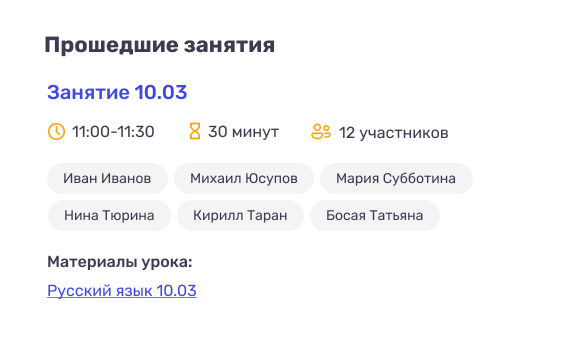 Прошедшие занятия
Занятие 10.03
11:00-11:30 30 минут 12 участников
Иван Иванов Михаил Юсупов Мария Субботина
Нина Тюрина Кирилл Таран Босая Татьяна
Материалы урока:
Русский язык 10.03